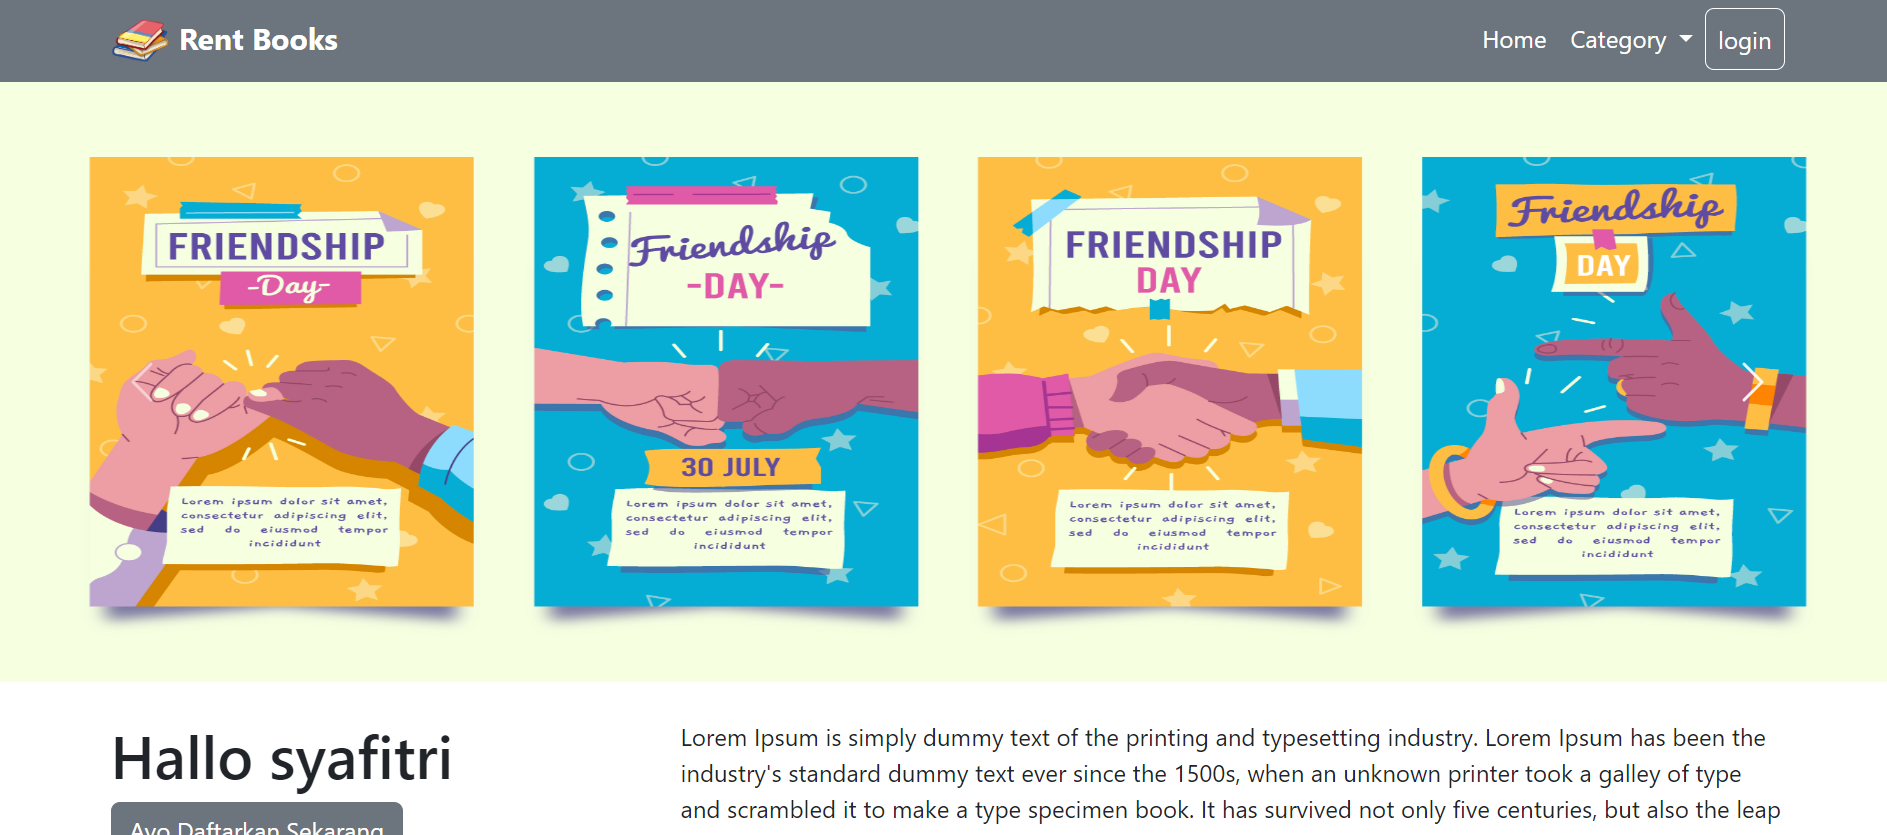 Rent Books
Home
Category
login
FRIENDSHIP
-Day-
Lorem ipsum dolor sit amet,
consectetur adipiscing elit,
sed do eiusmod tempor
incididunt
Friendship
-DAY-
30 JULY
Lorem ipsum dolor sit amet,
consectetur adipiscing elit,
sed do eiusmod tempor
incididunt
FRIENDSHIP
DAY
Lorem ipsum dolor sit amet,
consectetur adipiscing elit,
sed do eiusmod tempor
incididunt
Friendship
DAY
Lorem ipsum dolor sit amet,
consectetur adipiscing elit,
sed do eiusmod tempor
incididunt
Hallo syafitri
Ayo Daftarkan Sekarang
Lorem Ipsum is simply dummy text of the printing and typesetting industry. Lorem Ipsum has been the
industry's standard dummy text ever since the 1500s, when an unknown printer took a galley of type
and scrambled it to make a type specimen book. It has survived not only five centuries, but also the leap